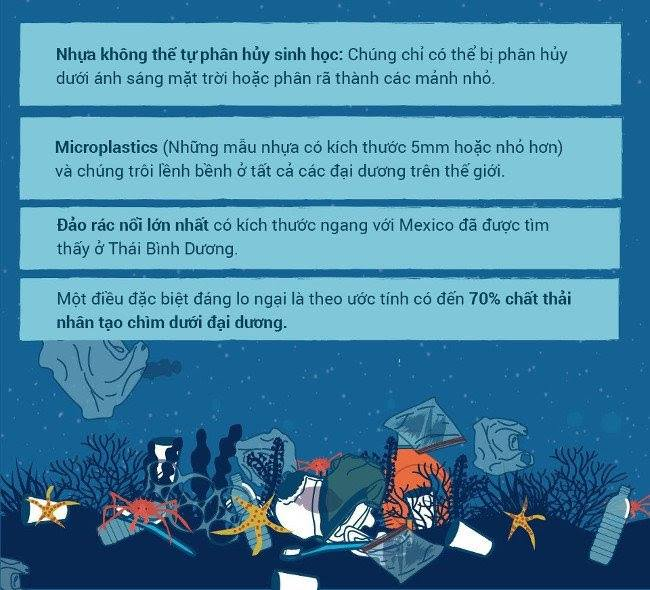 Nhựa không thể tự phân hủy sinh học: Chúng chỉ có thể bị phân hủy
dưới ánh sáng mặt trời hoặc phân rã thành các mảnh nhỏ.
Microplastics (Những mẫu nhựa có kích thước 5mm hoặc nhỏ hơn)
và chúng trôi lềnh bềnh ở tất cả các đại dương trên thế giới.
Đảo rác nổi lớn nhất có kích thước ngang với Mexico đã được tìm
thấy ở Thái Bình Dương.
Một điều đặc biệt đáng lo ngại là theo ước tính có đến 70% chất thải
nhân tạo chìm dưới đại dương.